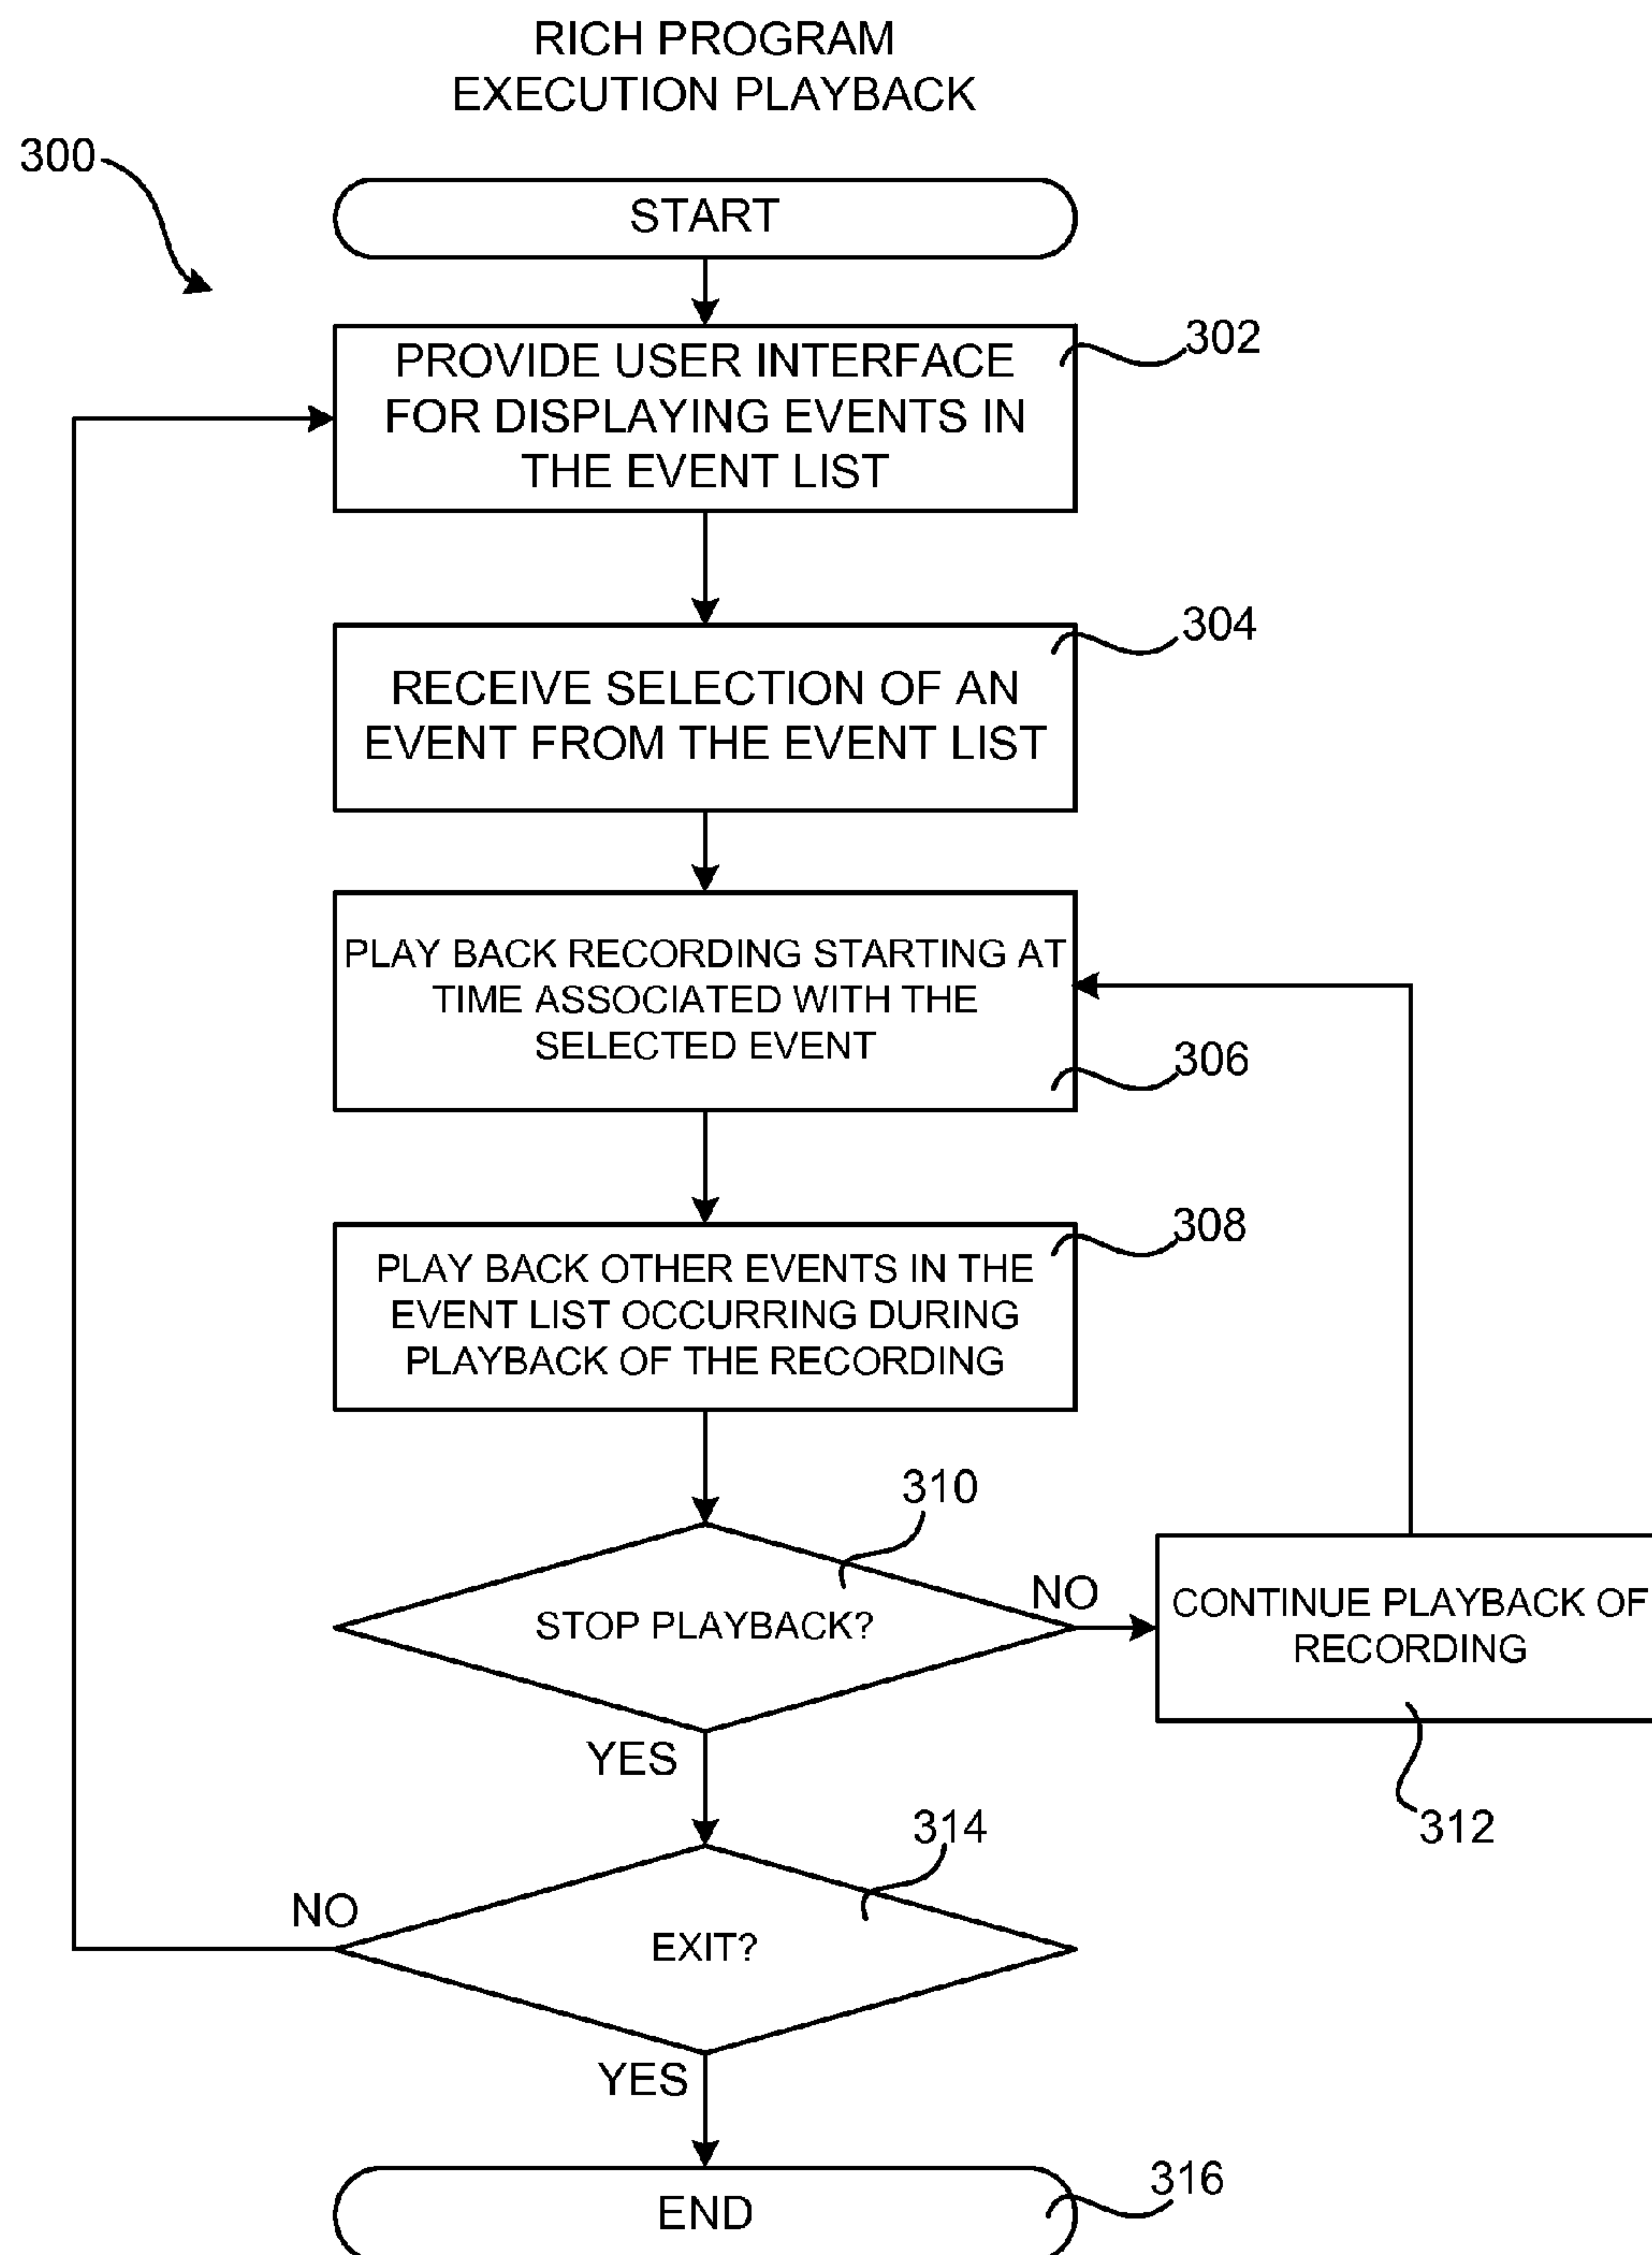 RICH PROGRAM
EXECUTION PLAYBACK
300
START
302
PROVIDE USER INTERFACE
FOR DISPLAYING EVENTS IN
THE EVENT LIST
304
RECEIVE SELECTION OF AN
EVENT FROM THE EVENT LIST
PLAY BACK RECORDING STARTING AT
TIME ASSOCIATED WITH THE
SELECTED EVENT
306
308
PLAY BACK OTHER EVENTS IN THE
EVENT LIST OCCURRING DURING
PLAYBACK OF THE RECORDING
310
STOP PLAYBACK?
NO
CONTINUE PLAYBACK OF
RECORDING
312
YES
314
NO
EXIT?
YES
316
END